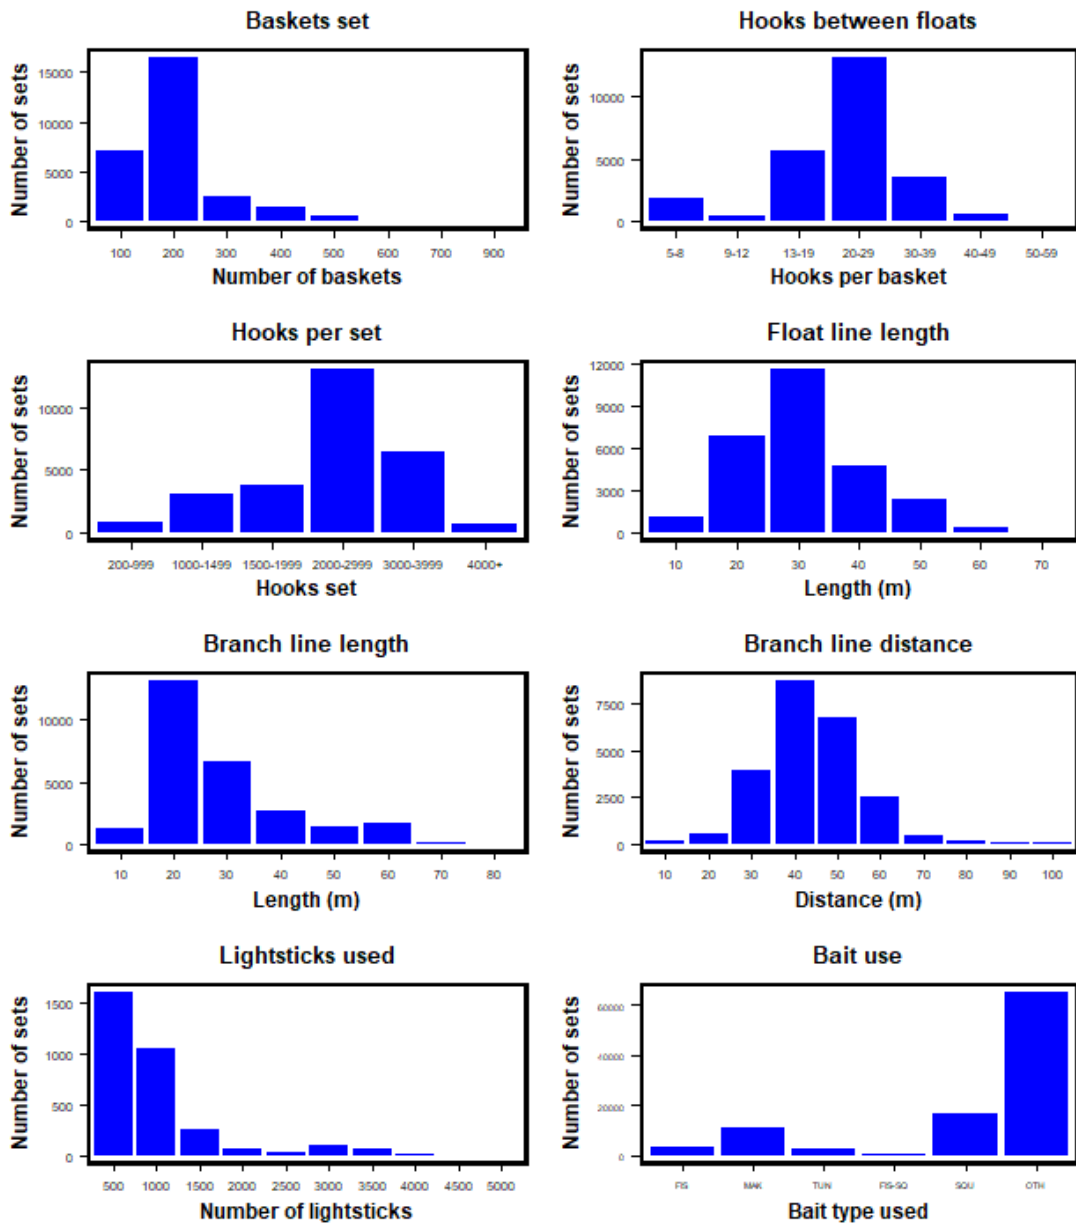 Baskets set
Number of sets
15000
10000
5000
0
100 200 300 400 500 600 700 900
Number of baskets
Hooks between floats
Number of sets
10000
5000
0
5-8 9-12 13-19 20-29 30-39 40-49 50-59
Hooks per basket
Hooks per set
Number of sets
10000
5000
0
200-999 1000-1499 1500-1999 2000-2999 3000-3999 4000+
Hooks set
Float line length
Number of sets
12000
9000
6000
3000
0
10 20 30 40 50 60 70
Length (m)
Branch line length
Number of sets
10000
5000
0
10 20 30 40 50 60 70 80
Length (m)
Branch line distance
Number of sets
7500
5000
2500
0
10 20 30 40 50 60 70 80 90 100
Distance (m)
Lightsticks used
Number of sets
1500
1000
500
0
500 1000 1500 2000 2500 3000 3500 4000 4500 5000
Number of lightsticks
Bait use
Number of sets
60000
40000
20000
0
FIS MAK TUN FIS-SQ SQU OTH
Bait type used